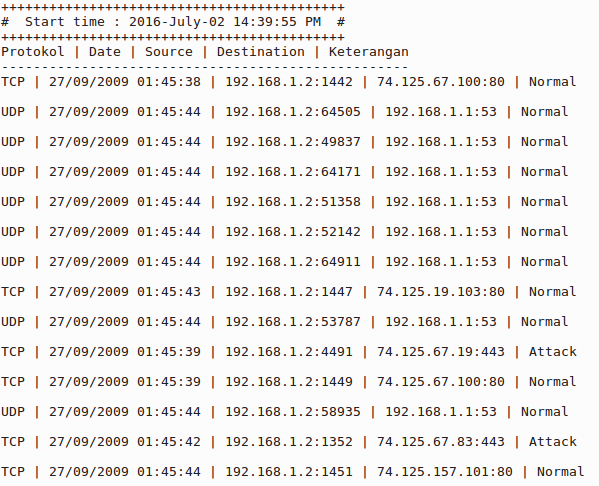 +++++++++++++++++++++++++++++++++++++++++++
#  Start time : 2016-July-02 14:39:55 PM  #
+++++++++++++++++++++++++++++++++++++++++++
Protokol | Date | Source | Destination | Keterangan
---------------------------------------------------
TCP | 27/09/2009 01:45:38 | 192.168.1.2:1442 | 74.125.67.100:80 | Normal
UDP | 27/09/2009 01:45:44 | 192.168.1.2:64505 | 192.168.1.1:53 | Normal
UDP | 27/09/2009 01:45:44 | 192.168.1.2:49837 | 192.168.1.1:53 | Normal
UDP | 27/09/2009 01:45:44 | 192.168.1.2:64171 | 192.168.1.1:53 | Normal
UDP | 27/09/2009 01:45:44 | 192.168.1.2:51358 | 192.168.1.1:53 | Normal
UDP | 27/09/2009 01:45:44 | 192.168.1.2:52142 | 192.168.1.1:53 | Normal
UDP | 27/09/2009 01:45:44 | 192.168.1.2:64911 | 192.168.1.1:53 | Normal
TCP | 27/09/2009 01:45:43 | 192.168.1.2:1447 | 74.125.19.103:80 | Normal
UDP | 27/09/2009 01:45:44 | 192.168.1.2:53787 | 192.168.1.1:53 | Normal
TCP | 27/09/2009 01:45:39 | 192.168.1.2:4491 | 74.125.67.19:443 | Attack
TCP | 27/09/2009 01:45:39 | 192.168.1.2:1449 | 74.125.67.100:80 | Normal
UDP | 27/09/2009 01:45:44 | 192.168.1.2:58935 | 192.168.1.1:53 | Normal
TCP | 27/09/2009 01:45:42 | 192.168.1.2:1352 | 74.125.67.83:443 | Attack
TCP | 27/09/2009 01:45:44 | 192.168.1.2:1451 | 74.125.157.101:80 | Normal